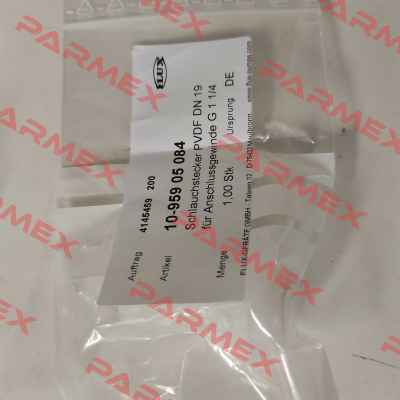 FLUX
Auftrag 4145459 200
Artikel 10-959 05 084
Schlauchstecker PVDF DN 19
für Anschlussgewinde G 1 1/4
Menge 1,00 Stk Ursprung DE
FLUX-GERÄTE GMBH . Talweg 12 . D-75433 Maulbronn . www.flux-pumps.com
PARMEX
PARMEX
PARMEX
PARMEX
PARMEX
PARMEX